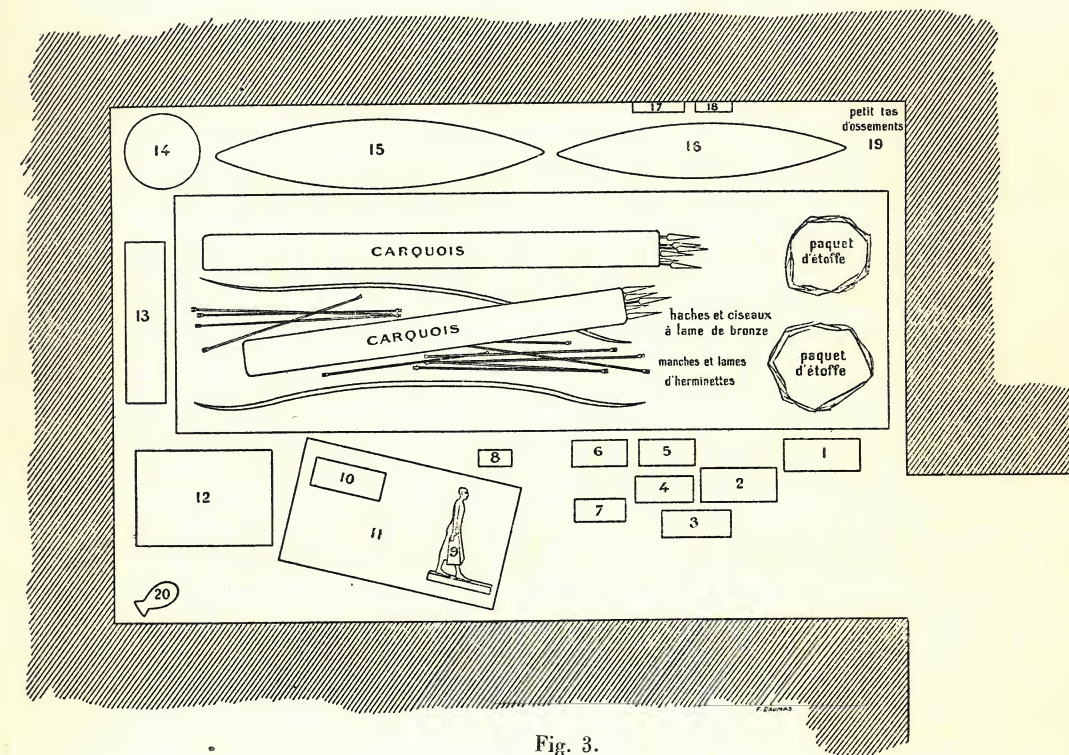 17
18
petit tas
d'ossements
19
14
15
16
CARQUOIS
paquet
d'étoffe
13
CARQUOIS
haches et ciseaux
à lame de bronze
manches et lames
d'herminettes
paquet
d'étoffe
12
10
11
9
8
6
5
4
7
3
2
1
20
F. DAUMAS
Fig. 3.